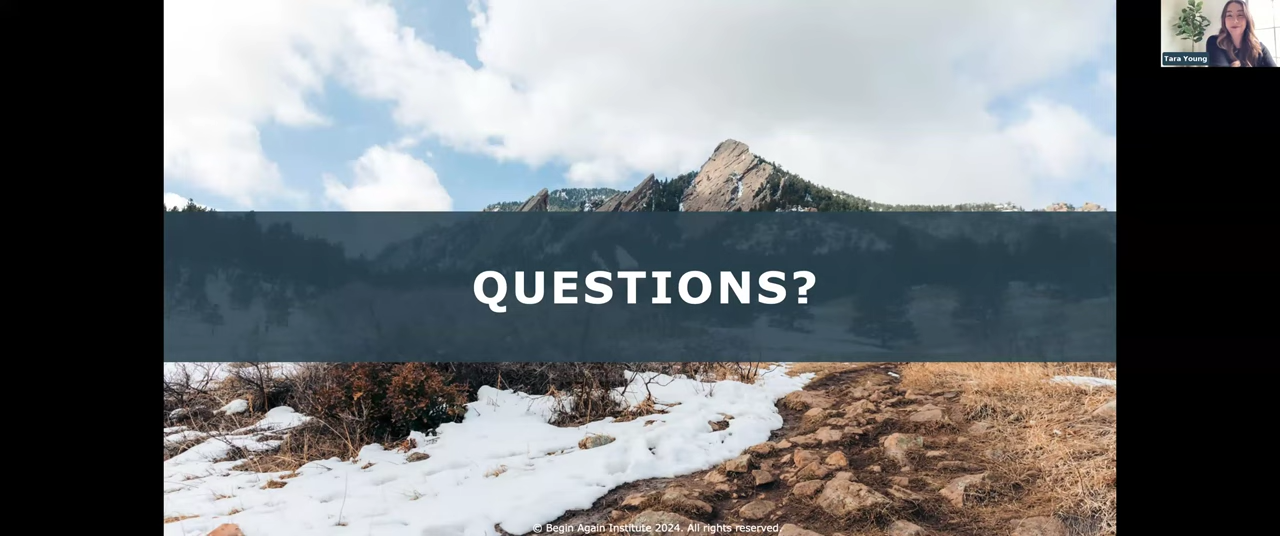 Tara Young
QUESTIONS?
© Begin Again Institute 2024. All rights reserved.